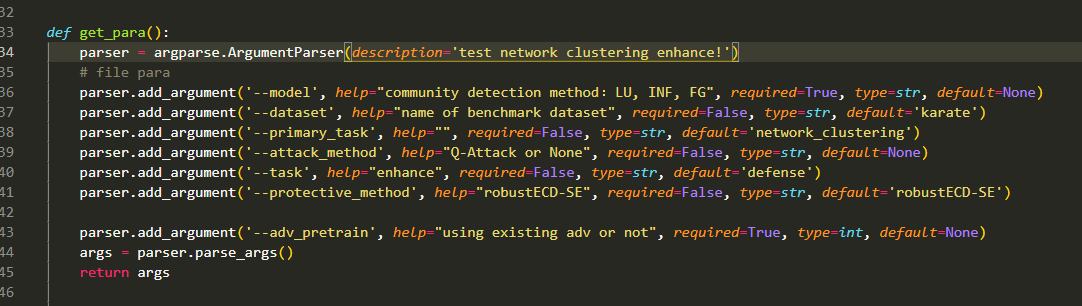 32
33 def get_para():
34 parser = argparse.ArgumentParser(description='test network clustering enhance!')
35 # file para
36 parser.add_argument('--model', help="community detection method: LU, INF, FG", required=True, type=str, default=None)
37 parser.add_argument('--dataset', help="name of benchmark dataset", required=False, type=str, default='karate')
38 parser.add_argument('--primary_task', help="", required=False, type=str, default='network_clustering')
39 parser.add_argument('--attack_method', help="Q-Attack or None", required=False, type=str, default=None)
40 parser.add_argument('--task', help="enhance", required=False, type=str, default='defense')
41 parser.add_argument('--protective_method', help="robustECD-SE", required=False, type=str, default='robustECD-SE')
42
43 parser.add_argument('--adv_pretrain', help="using existing adv or not", required=True, type=int, default=None)
44 args = parser.parse_args()
45 return args
46